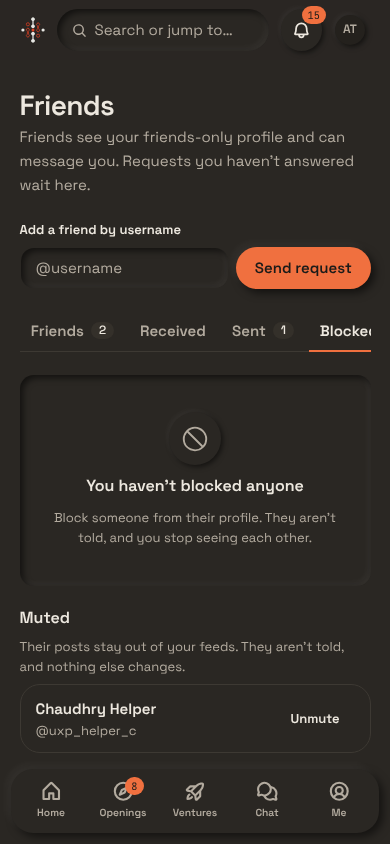 Search or jump to...
15
AT
Friends
Friends see your friends-only profile and can
message you. Requests you haven't answered
wait here.
Add a friend by username
@username
Send request
Friends 2
Received
Sent 1
Blocked
You haven't blocked anyone
Block someone from their profile. They aren't
told, and you stop seeing each other.
Muted
Their posts stay out of your feeds. They aren't told,
and nothing else changes.
Chaudhry Helper
@uxp_helper_c
Unmute
8
Home
Openings
Ventures
Chat
Me